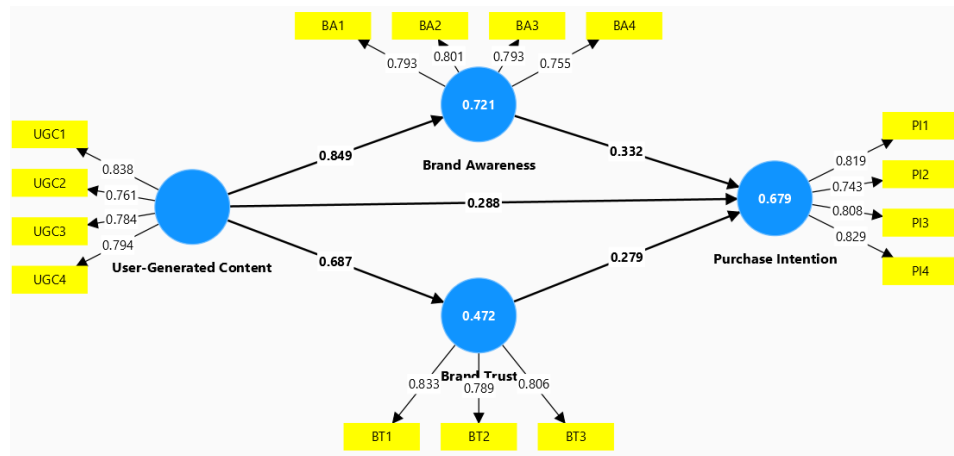 BA1
BA2
BA3
BA4
0.793
0.801
0.793
0.755
0.721
Brand Awareness
UGC1
UGC2
UGC3
UGC4
0.838
0.761
0.784
0.794
User-Generated Content
0.849
0.288
0.687
0.332
0.279
0.679
Purchase Intention
PI1
PI2
PI3
PI4
0.819
0.743
0.808
0.829
0.472
Brand Trust
0.833
0.789
0.806
BT1
BT2
BT3